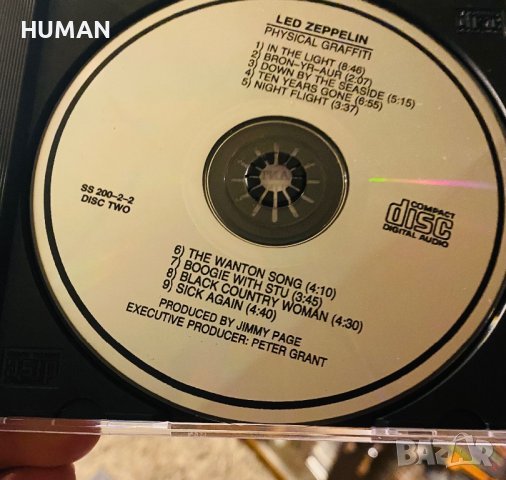 HUMAN
LED ZEPPELIN
PHYSICAL GRAFFITI
1) IN THE LIGHT (8:46)
2) BRON-YR-AUR (2:07)
3) DOWN BY THE SEASIDE (5:15)
4) TEN YEARS GONE (6:55)
5) NIGHT FLIGHT (3:37)
SS 200-2-2
DISC TWO
COMPACT
disc
DIGITAL AUDIO
6) THE WANTON SONG (4:10)
7) BOOGIE WITH STU (3:45)
8) BLACK COUNTRY WOMAN (4:30)
9) SICK AGAIN (4:40)
PRODUCED BY JIMMY PAGE
EXECUTIVE PRODUCER: PETER GRANT
BAZAR